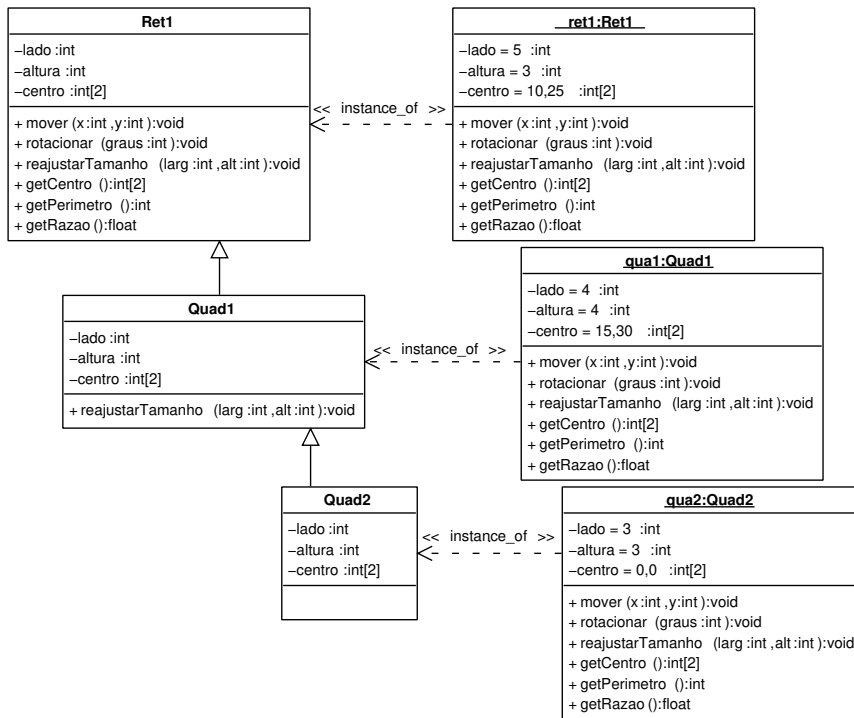 Ret1
−lado :int
−altura :int
−centro :int[2]
+ mover (x:int ,y:int ):void
+ rotacionar (graus :int ):void
+ reajustarTamanho (larg :int ,alt :int ):void
+ getCentro ():int[2]
+ getPerimetro ():int
+ getRazao ():float
<< instance_of >>
ret1:Ret1
−lado = 5 :int
−altura = 3 :int
−centro = 10,25 :int[2]
+ mover (x:int ,y:int ):void
+ rotacionar (graus :int ):void
+ reajustarTamanho (larg :int ,alt :int ):void
+ getCentro ():int[2]
+ getPerimetro ():int
+ getRazao ():float
Quad1
−lado :int
−altura :int
−centro :int[2]
+ reajustarTamanho (larg :int ,alt :int ):void
<< instance_of >>
qua1:Quad1
−lado = 4 :int
−altura = 4 :int
−centro = 15,30 :int[2]
+ mover (x:int ,y:int ):void
+ rotacionar (graus :int ):void
+ reajustarTamanho (larg :int ,alt :int ):void
+ getCentro ():int[2]
+ getPerimetro ():int
+ getRazao ():float
Quad2
−lado :int
−altura :int
−centro :int[2]
<< instance_of >>
qua2:Quad2
−lado = 3 :int
−altura = 3 :int
−centro = 0,0 :int[2]
+ mover (x:int ,y:int ):void
+ rotacionar (graus :int ):void
+ reajustarTamanho (larg :int ,alt :int ):void
+ getCentro ():int[2]
+ getPerimetro ():int
+ getRazao ():float